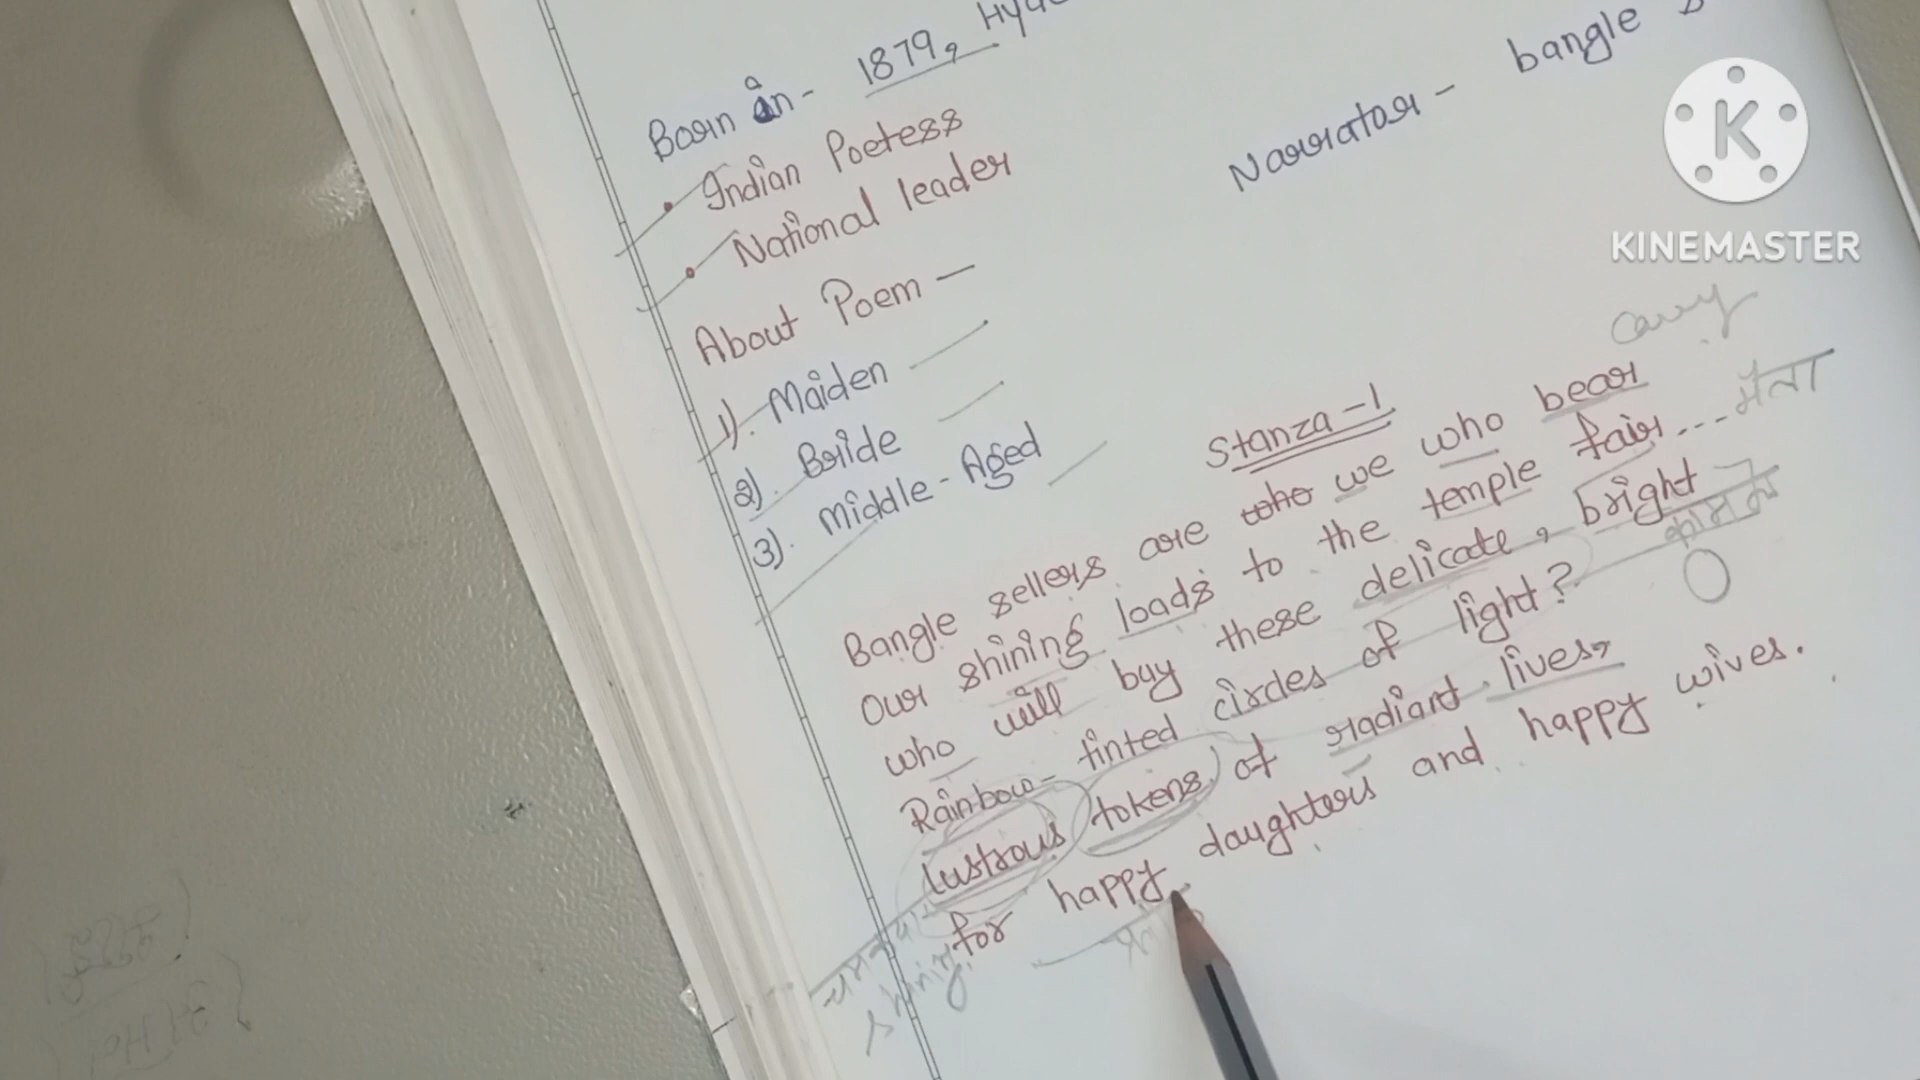 Born in - 1879,
• Indian Poetess
• National leader
Narrator - bangle
About Poem -
1). Maiden
2). Bride
3). Middle-Aged
carry
Stanza-1
Bangle sellers are who we who bear
Our shining loads to the temple fair... मेला
who will buy these delicate, bright
Rainbow-tinted circles of light?
lustrous tokens of radiant lives,
for happy daughters and happy wives.
shining
KINEMASTER